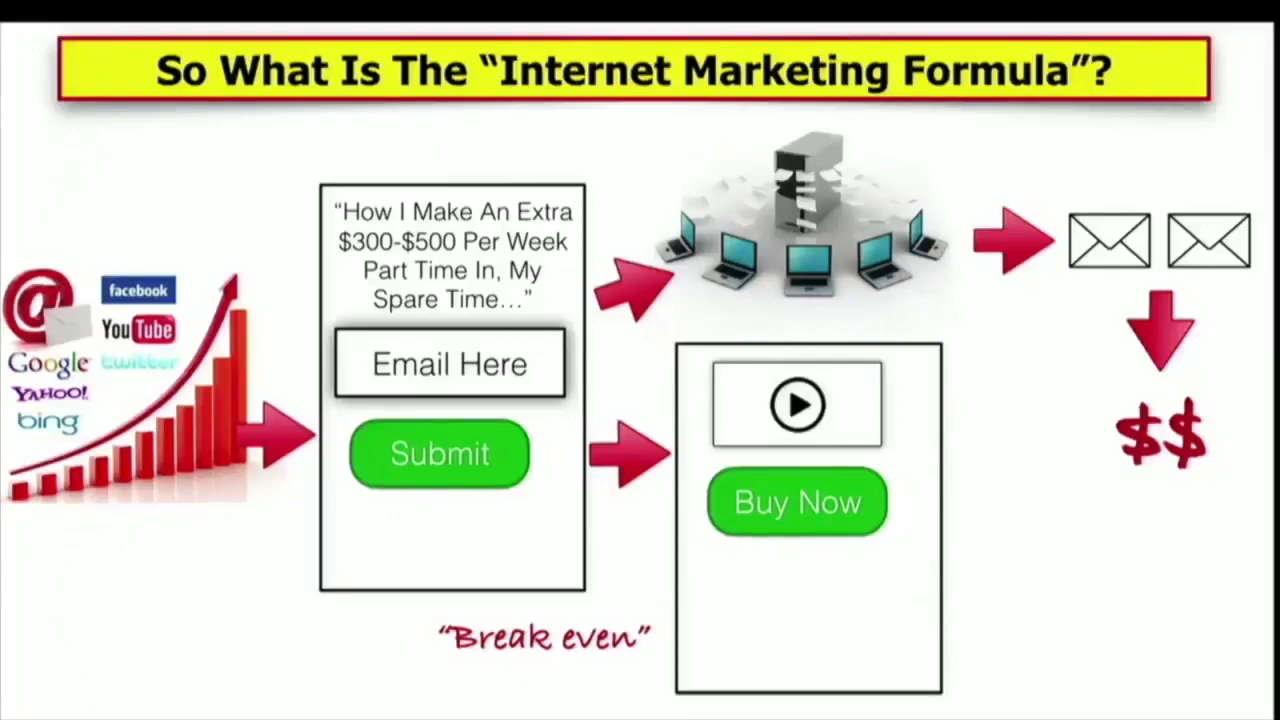 So What Is The “Internet Marketing Formula”?
“How I Make An Extra
$300-$500 Per Week
Part Time In, My
Spare Time…”
Email Here
Submit
@
facebook
YouTube
Google
twitter
YAHOO!
bing
Buy Now
$$
“Break even”